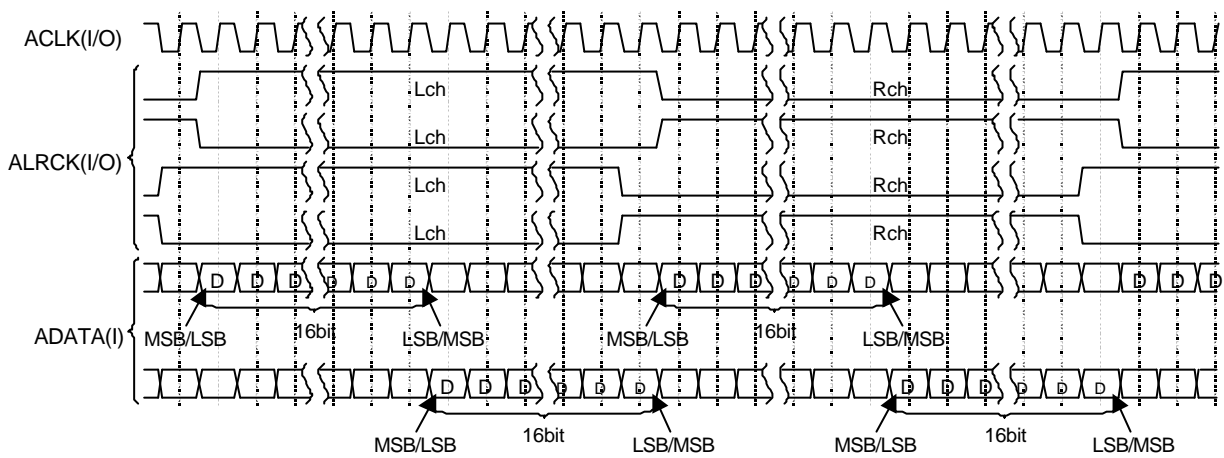 ACLK(I/O)
Lch Rch
Lch Rch
ALRCK(I/O)
Lch Rch
Lch Rch
D D D D D D D D D D D D D D D
MSB/LSB 16bit LSB/MSB MSB/LSB 16bit LSB/MSB
ADATA(I)
D D D D D D D D D D D D
MSB/LSB 16bit LSB/MSB MSB/LSB 16bit LSB/MSB